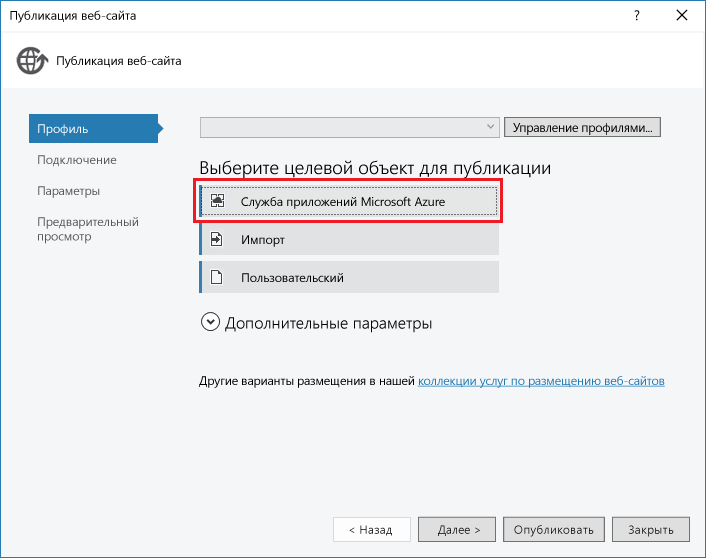 Публикация веб-сайта
?
Публикация веб-сайта
Профиль
Управление профилями...
Подключение
Выберите целевой объект для публикации
Параметры
Служба приложений Microsoft Azure
Предварительный
просмотр
Импорт
Пользовательский
Дополнительные параметры
Другие варианты размещения в нашей коллекции услуг по размещению веб-сайтов
< Назад
Далее >
Опубликовать
Закрыть